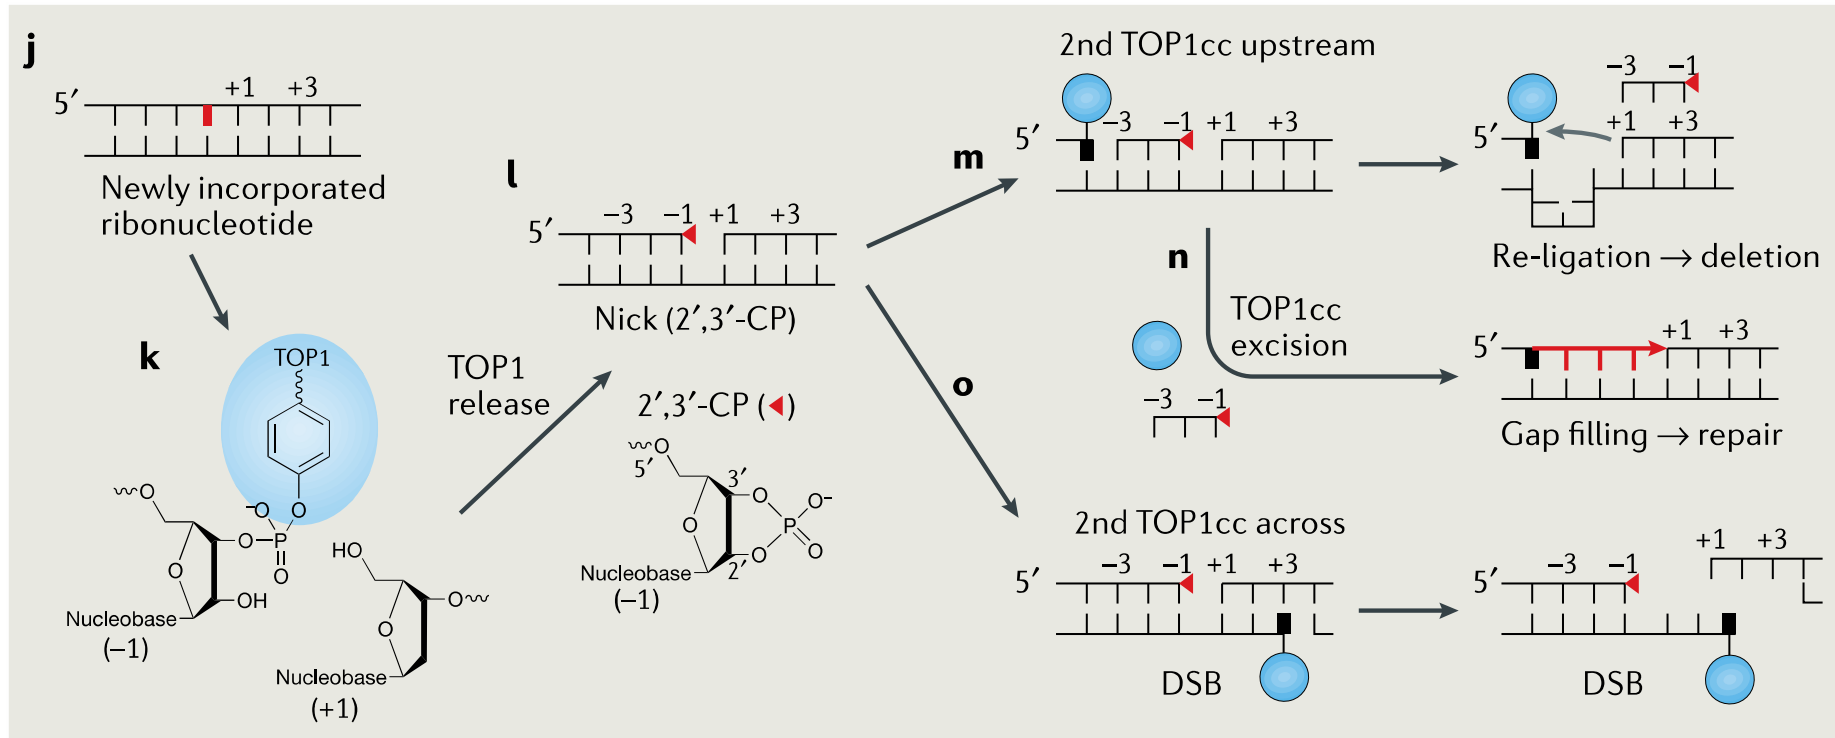 j
5′
+1 +3
Newly incorporated
ribonucleotide
k
TOP1
O
⁻O
O
O
P
O
O
OH
Nucleobase
(−1)
HO
O
O
Nucleobase
(+1)
TOP1
release
l
5′
−3 −1 +1 +3
Nick (2′,3′-CP)
2′,3′-CP ( )
O
5′
3′
O
O
P
O⁻
O
O
2′
Nucleobase
(−1)
m
2nd TOP1cc upstream
5′
−3 −1 +1 +3
−3 −1
5′
+1 +3
Re-ligation → deletion
n
TOP1cc
excision
−3 −1
5′
+1 +3
Gap filling → repair
o
2nd TOP1cc across
5′
−3 −1 +1 +3
DSB
5′
−3 −1
+1 +3
DSB